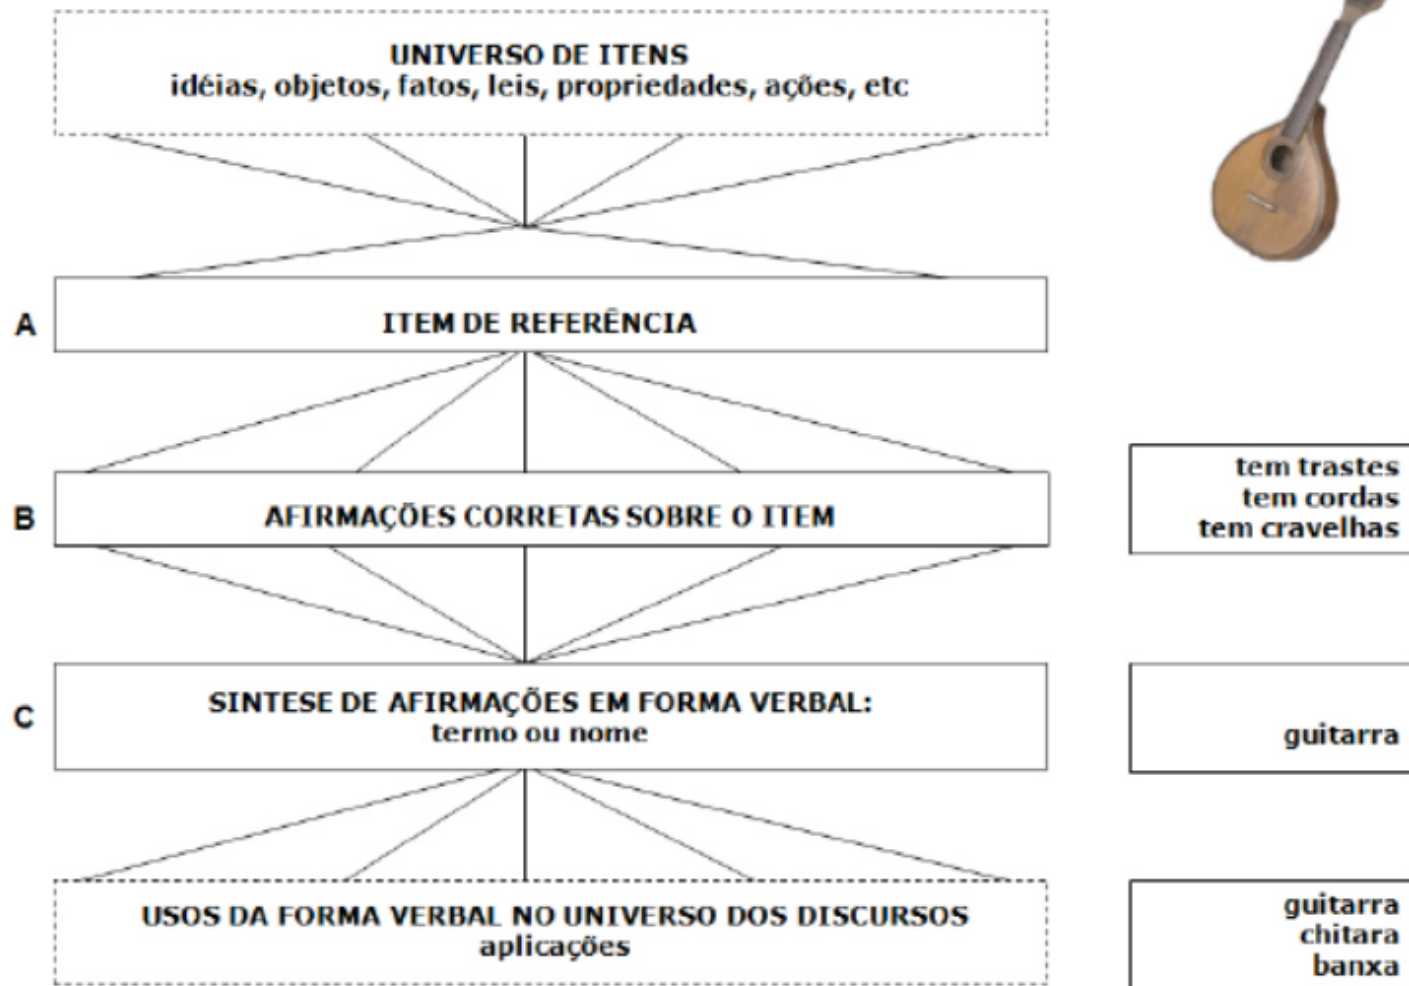 UNIVERSO DE ITENS
idéias, objetos, fatos, leis, propriedades, ações, etc
A
ITEM DE REFERÊNCIA
B
AFIRMAÇÕES CORRETAS SOBRE O ITEM
tem trastes
tem cordas
tem cravelhas
C
SINTESE DE AFIRMAÇÕES EM FORMA VERBAL:
termo ou nome
guitarra
USOS DA FORMA VERBAL NO UNIVERSO DOS DISCURSOS
aplicações
guitarra
chitara
banxa